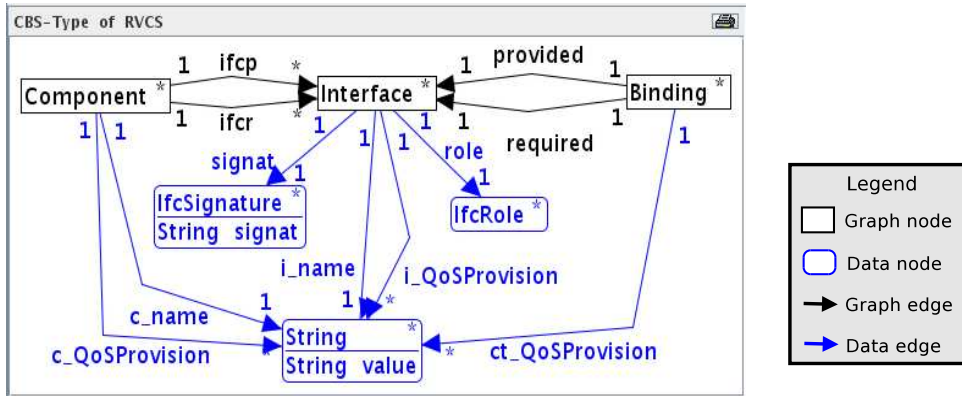 CBS-Type of RVCS
1 ifcp *
Component *
1 ifcr *
Interface *
1 provided 1
Binding *
1 required 1
1 1
1 1 1 1
1
signat
1
role
1
IfcSignature *
String signat
IfcRole *
i_name
i_QoSProvision
1 *
c_name
1
c_QoSProvision
*
String *
String value
*
ct_QoSProvision
Legend
Graph node
Data node
Graph edge
Data edge